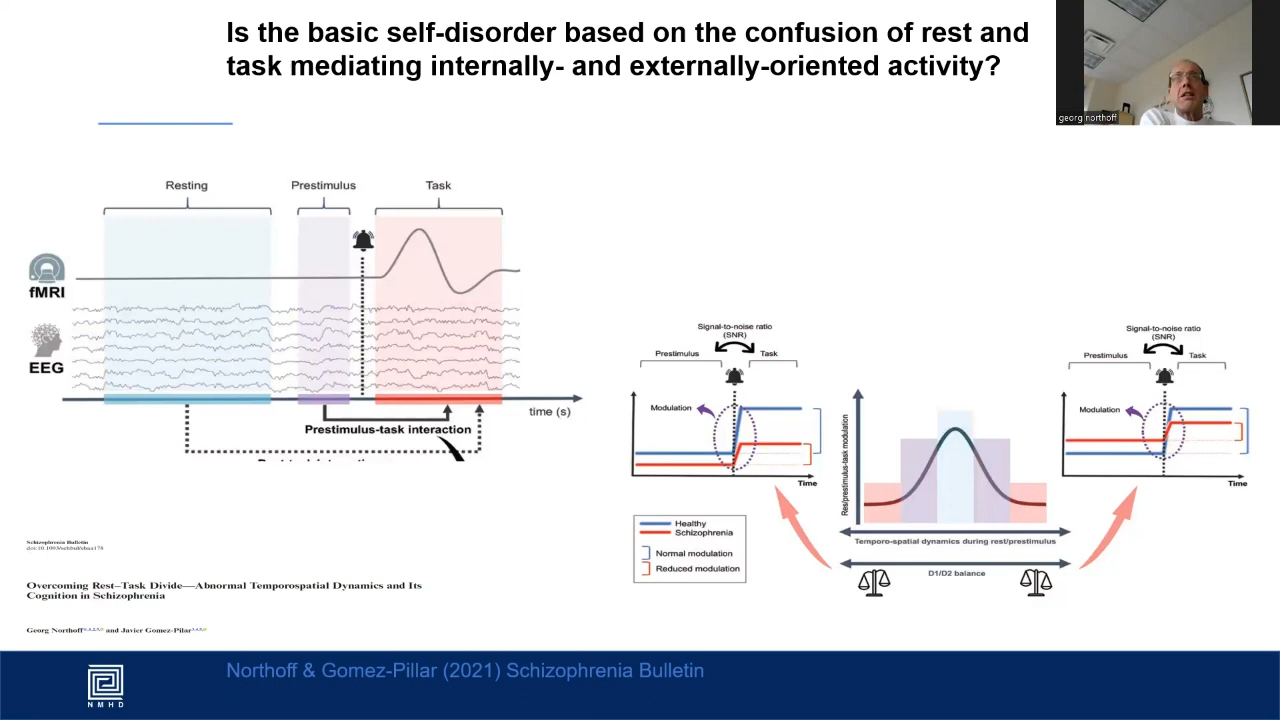 Is the basic self-disorder based on the confusion of rest and
task mediating internally- and externally-oriented activity?
georg northoff
Resting
Prestimulus
Task
fMRI
EEG
time (s)
Prestimulus-task interaction
Signal-to-noise ratio
(SNR)
Prestimulus
Task
Modulation
Time
Healthy
Schizophrenia
Normal modulation
Reduced modulation
Res/prestimulus-task modulation
Temporo-spatial dynamics during rest/prestimulus
D1/D2 balance
Signal-to-noise ratio
(SNR)
Prestimulus
Task
Modulation
Time
Schizophrenia Bulletin
Overcoming Rest–Task Divide—Abnormal Temporospatial Dynamics and Its
Cognition in Schizophrenia
Georg Northoff and Javier Gomez-Pilar
Northoff & Gomez-Pillar (2021) Schizophrenia Bulletin
NMHD